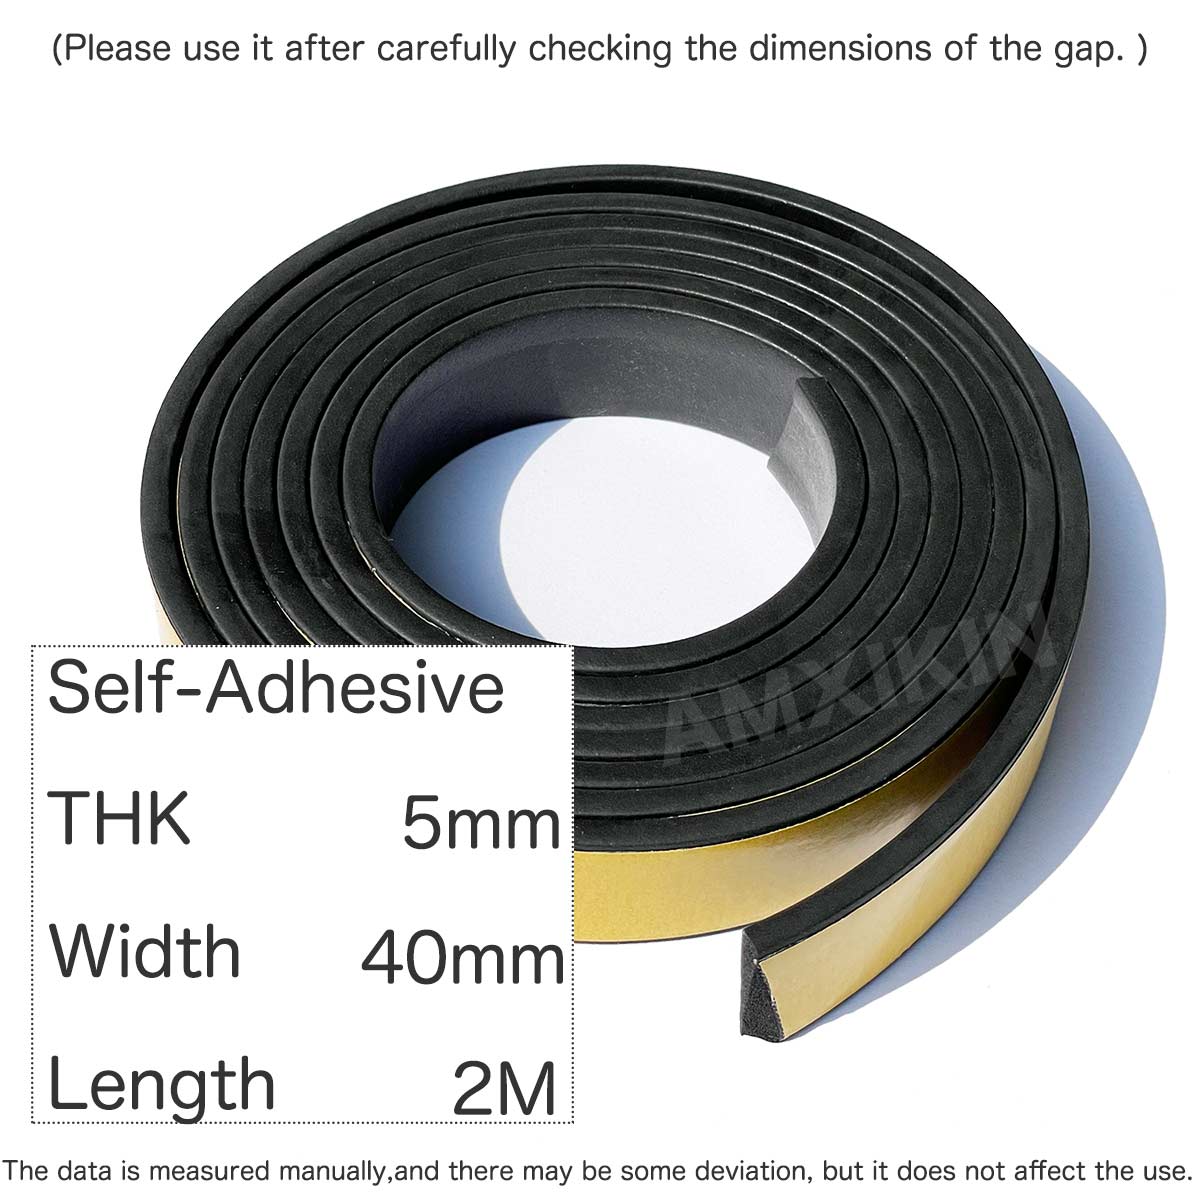 (Please use it after carefully checking the dimensions of the gap. )
AMXIKIN
Self-Adhesive
THK 5mm
Width 40mm
Length 2M
The data is measured manually,and there may be some deviation, but it does not affect the use.